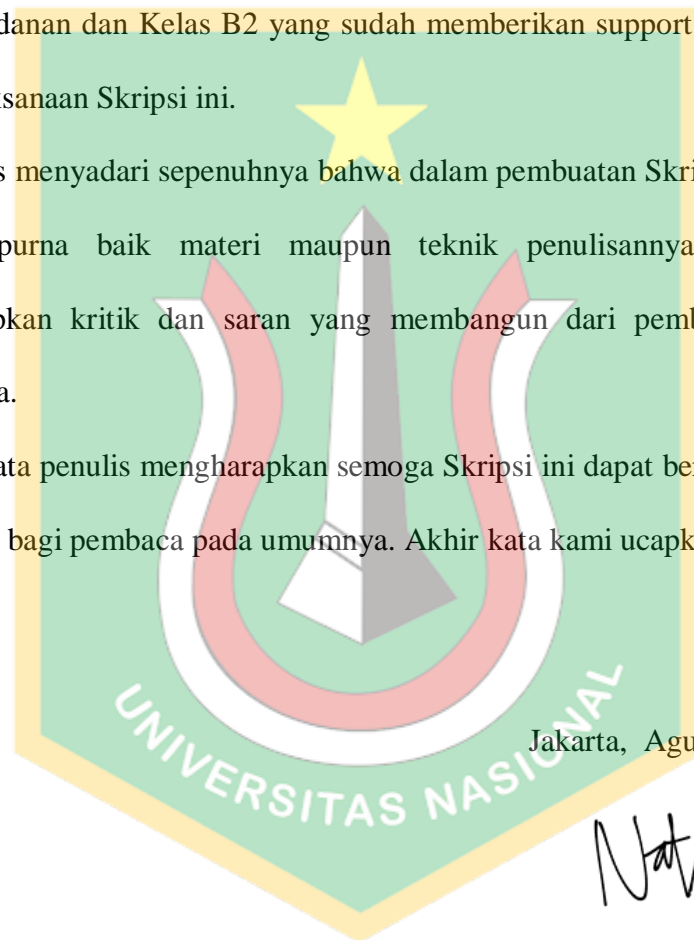 danan dan Kelas B2 yang sudah memberikan support
ksanaan Skripsi ini.
s menyadari sepenuhnya bahwa dalam pembuatan Skri
purna baik materi maupun teknik penulisannya
pkan kritik dan saran yang membangun dari pemb
a.
ata penulis mengharapkan semoga Skripsi ini dapat be
bagi pembaca pada umumnya. Akhir kata kami ucapk
Jakarta, Agu
UNIVERSITAS NASIONAL
Nat